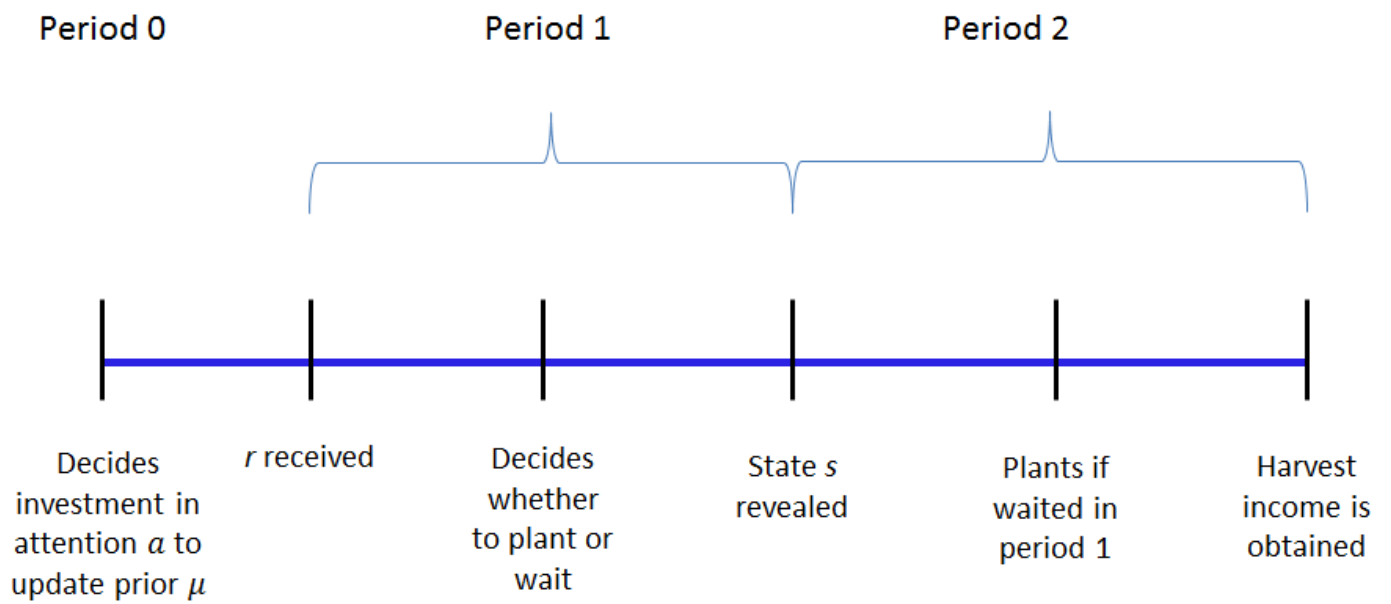 Period 0
Period 1
Period 2
Decides
investment in
attention a to
update prior μ
r received
Decides
whether
to plant or
wait
State s
revealed
Plants if
waited in
period 1
Harvest
income is
obtained